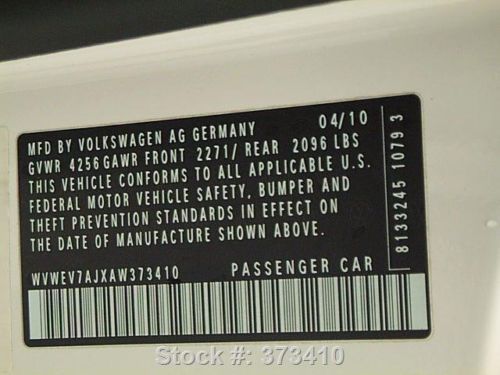 MFD BY VOLKSWAGEN AG GERMANY 04/10
GVWR 4256 GAWR FRONT 2271/ REAR 2096 LBS
THIS VEHICLE CONFORMS TO ALL APPLICABLE U.S.
FEDERAL MOTOR VEHICLE SAFETY, BUMPER AND
THEFT PREVENTION STANDARDS IN EFFECT ON
THE DATE OF MANUFACTURE SHOWN ABOVE.
WVWEV7AJXAW373410 PASSENGER CAR
8133245 1079 3
Stock #: 373410